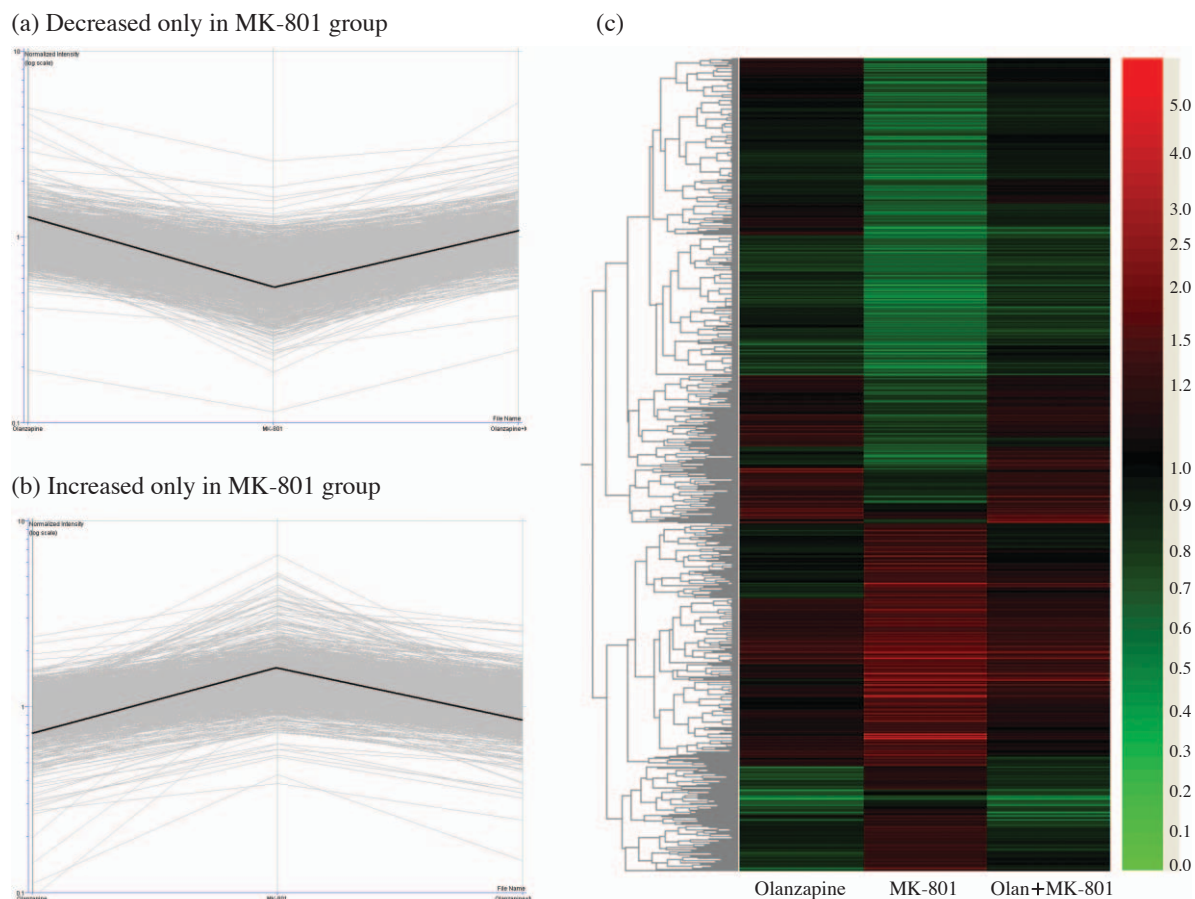 (a) Decreased only in MK-801 group
10
Normalized Intensity
(log scale)
1
0.1
File Name
Olanzapine
MK-801
Olanzapine+M
(b) Increased only in MK-801 group
10
Normalized Intensity
(log scale)
1
0.1
File Name
Olanzapine
MK-801
(c)
5.0
4.0
3.0
2.5
2.0
1.5
1.2
1.0
0.9
0.8
0.7
0.6
0.5
0.4
0.3
0.2
0.1
0.0
Olanzapine
MK-801
Olan+MK-801